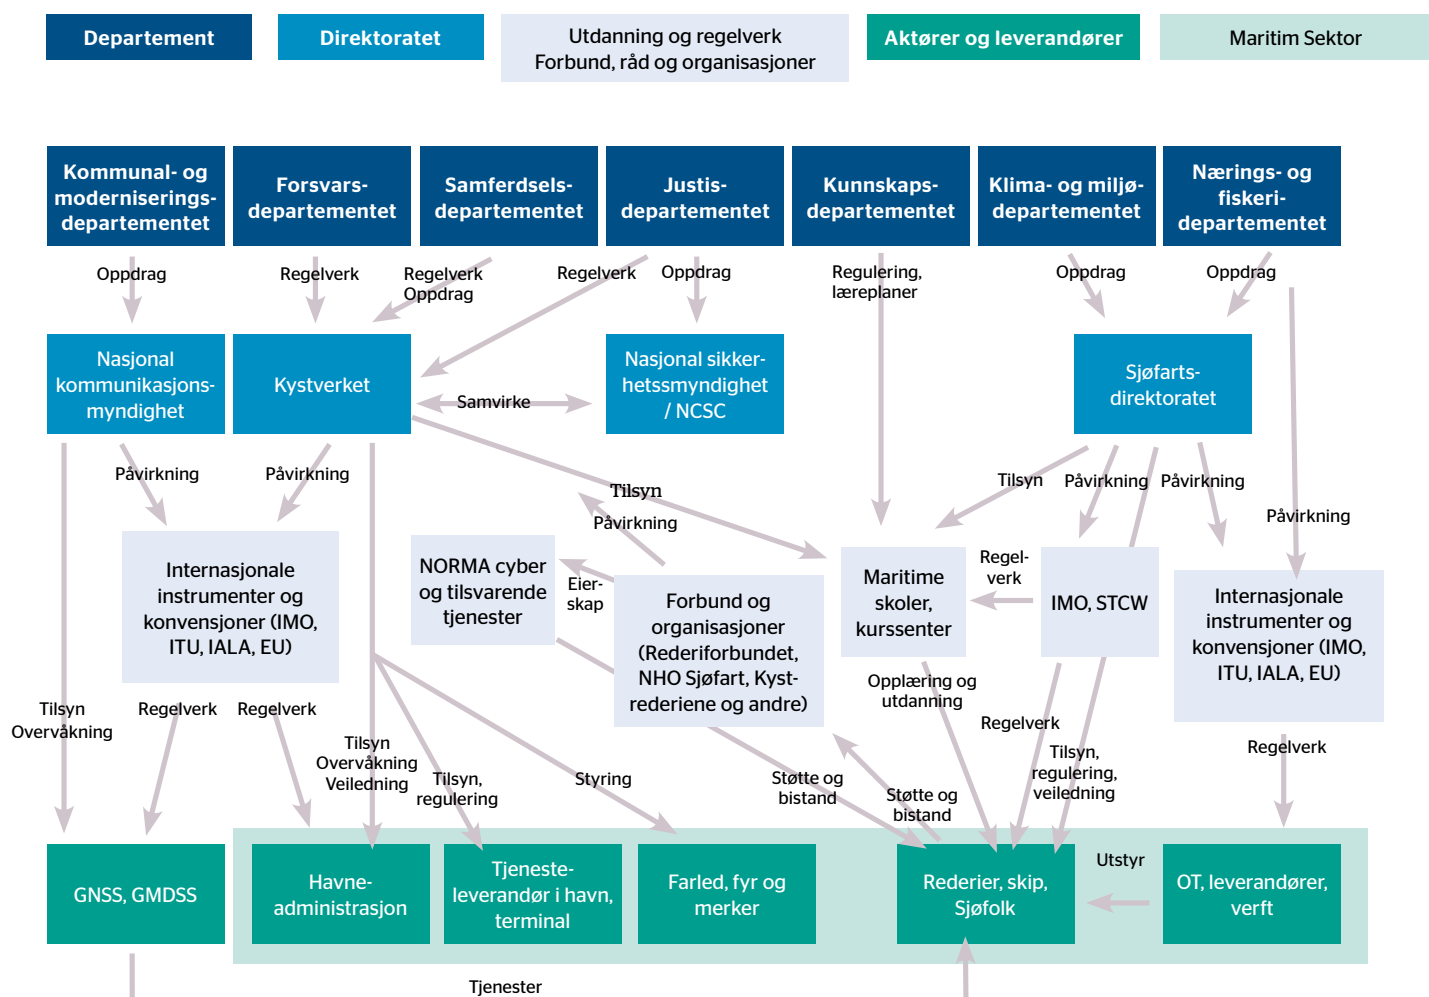 Departement
Direktoratet
Utdanning og regelverk
Forbund, råd og organisasjoner
Aktører og leverandører
Maritim Sektor
Kommunal- og
moderniserings-
departementet
Forsvars-
departementet
Samferdsels-
departementet
Justis-
departementet
Kunnskaps-
departementet
Klima- og miljø-
departementet
Nærings- og
fiskeri-
departementet
Oppdrag
Regelverk
Regelverk
Oppdrag
Regelverk
Oppdrag
Regulering,
læreplaner
Oppdrag
Oppdrag
Nasjonal
kommunikasjons-
myndighet
Kystverket
Samvirke
Nasjonal sikker-
hetssmyndighet
/ NCSC
Sjøfarts-
direktoratet
Påvirkning
Påvirkning
Tilsyn
Påvirkning
Tilsyn
Påvirkning
Påvirkning
Påvirkning
Internasjonale
instrumenter og
konvensjoner (IMO,
ITU, IALA, EU)
NORMA cyber
og tilsvarende
tjenester
Eier-
skap
Forbund og
organisasjoner
(Rederiforbundet,
NHO Sjøfart, Kyst-
rederiene og andre)
Maritime
skoler,
kurssenter
Regel-
verk
IMO, STCW
Internasjonale
instrumenter og
konvensjoner (IMO,
ITU, IALA, EU)
Tilsyn
Overvåkning
Regelverk
Regelverk
Tilsyn
Overvåkning
Veiledning
Tilsyn,
regulering
Styring
Støtte og
bistand
Støtte og
bistand
Opplæring og
utdanning
Regelverk
Tilsyn,
regulering,
veiledning
Regelverk
GNSS, GMDSS
Havne-
administrasjon
Tjeneste-
leverandør i havn,
terminal
Farled, fyr og
merker
Rederier, skip,
Sjøfolk
Utstyr
OT, leverandører,
verft
Tjenester